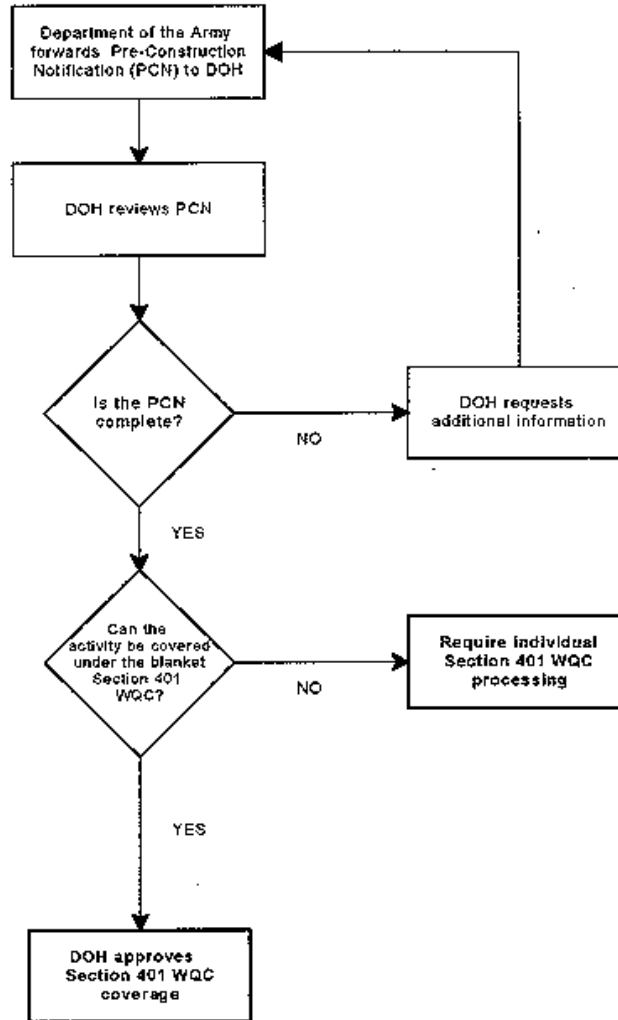 Department of the Army
forwards Pre-Construction
Notification (PCN) to DOH
DOH reviews PCN
Is the PCN
complete?
NO
DOH requests
additional information
YES
Can the
activity be covered
under the blanket
Section 401
WQC?
NO
Require individual
Section 401 WQC
processing
YES
DOH approves
Section 401 WQC
coverage